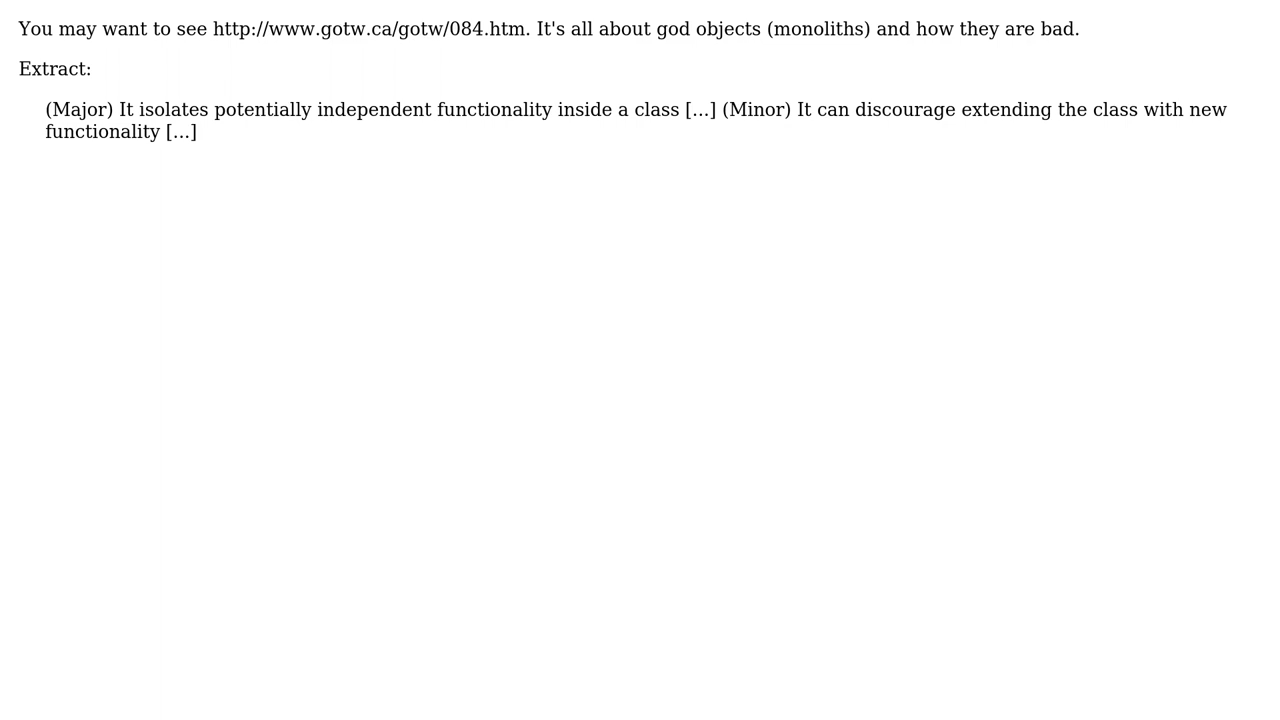 You may want to see http://www.gotw.ca/gotw/084.htm. It's all about god objects (monoliths) and how they are bad.
Extract:
(Major) It isolates potentially independent functionality inside a class [...] (Minor) It can discourage extending the class with new
functionality [...]